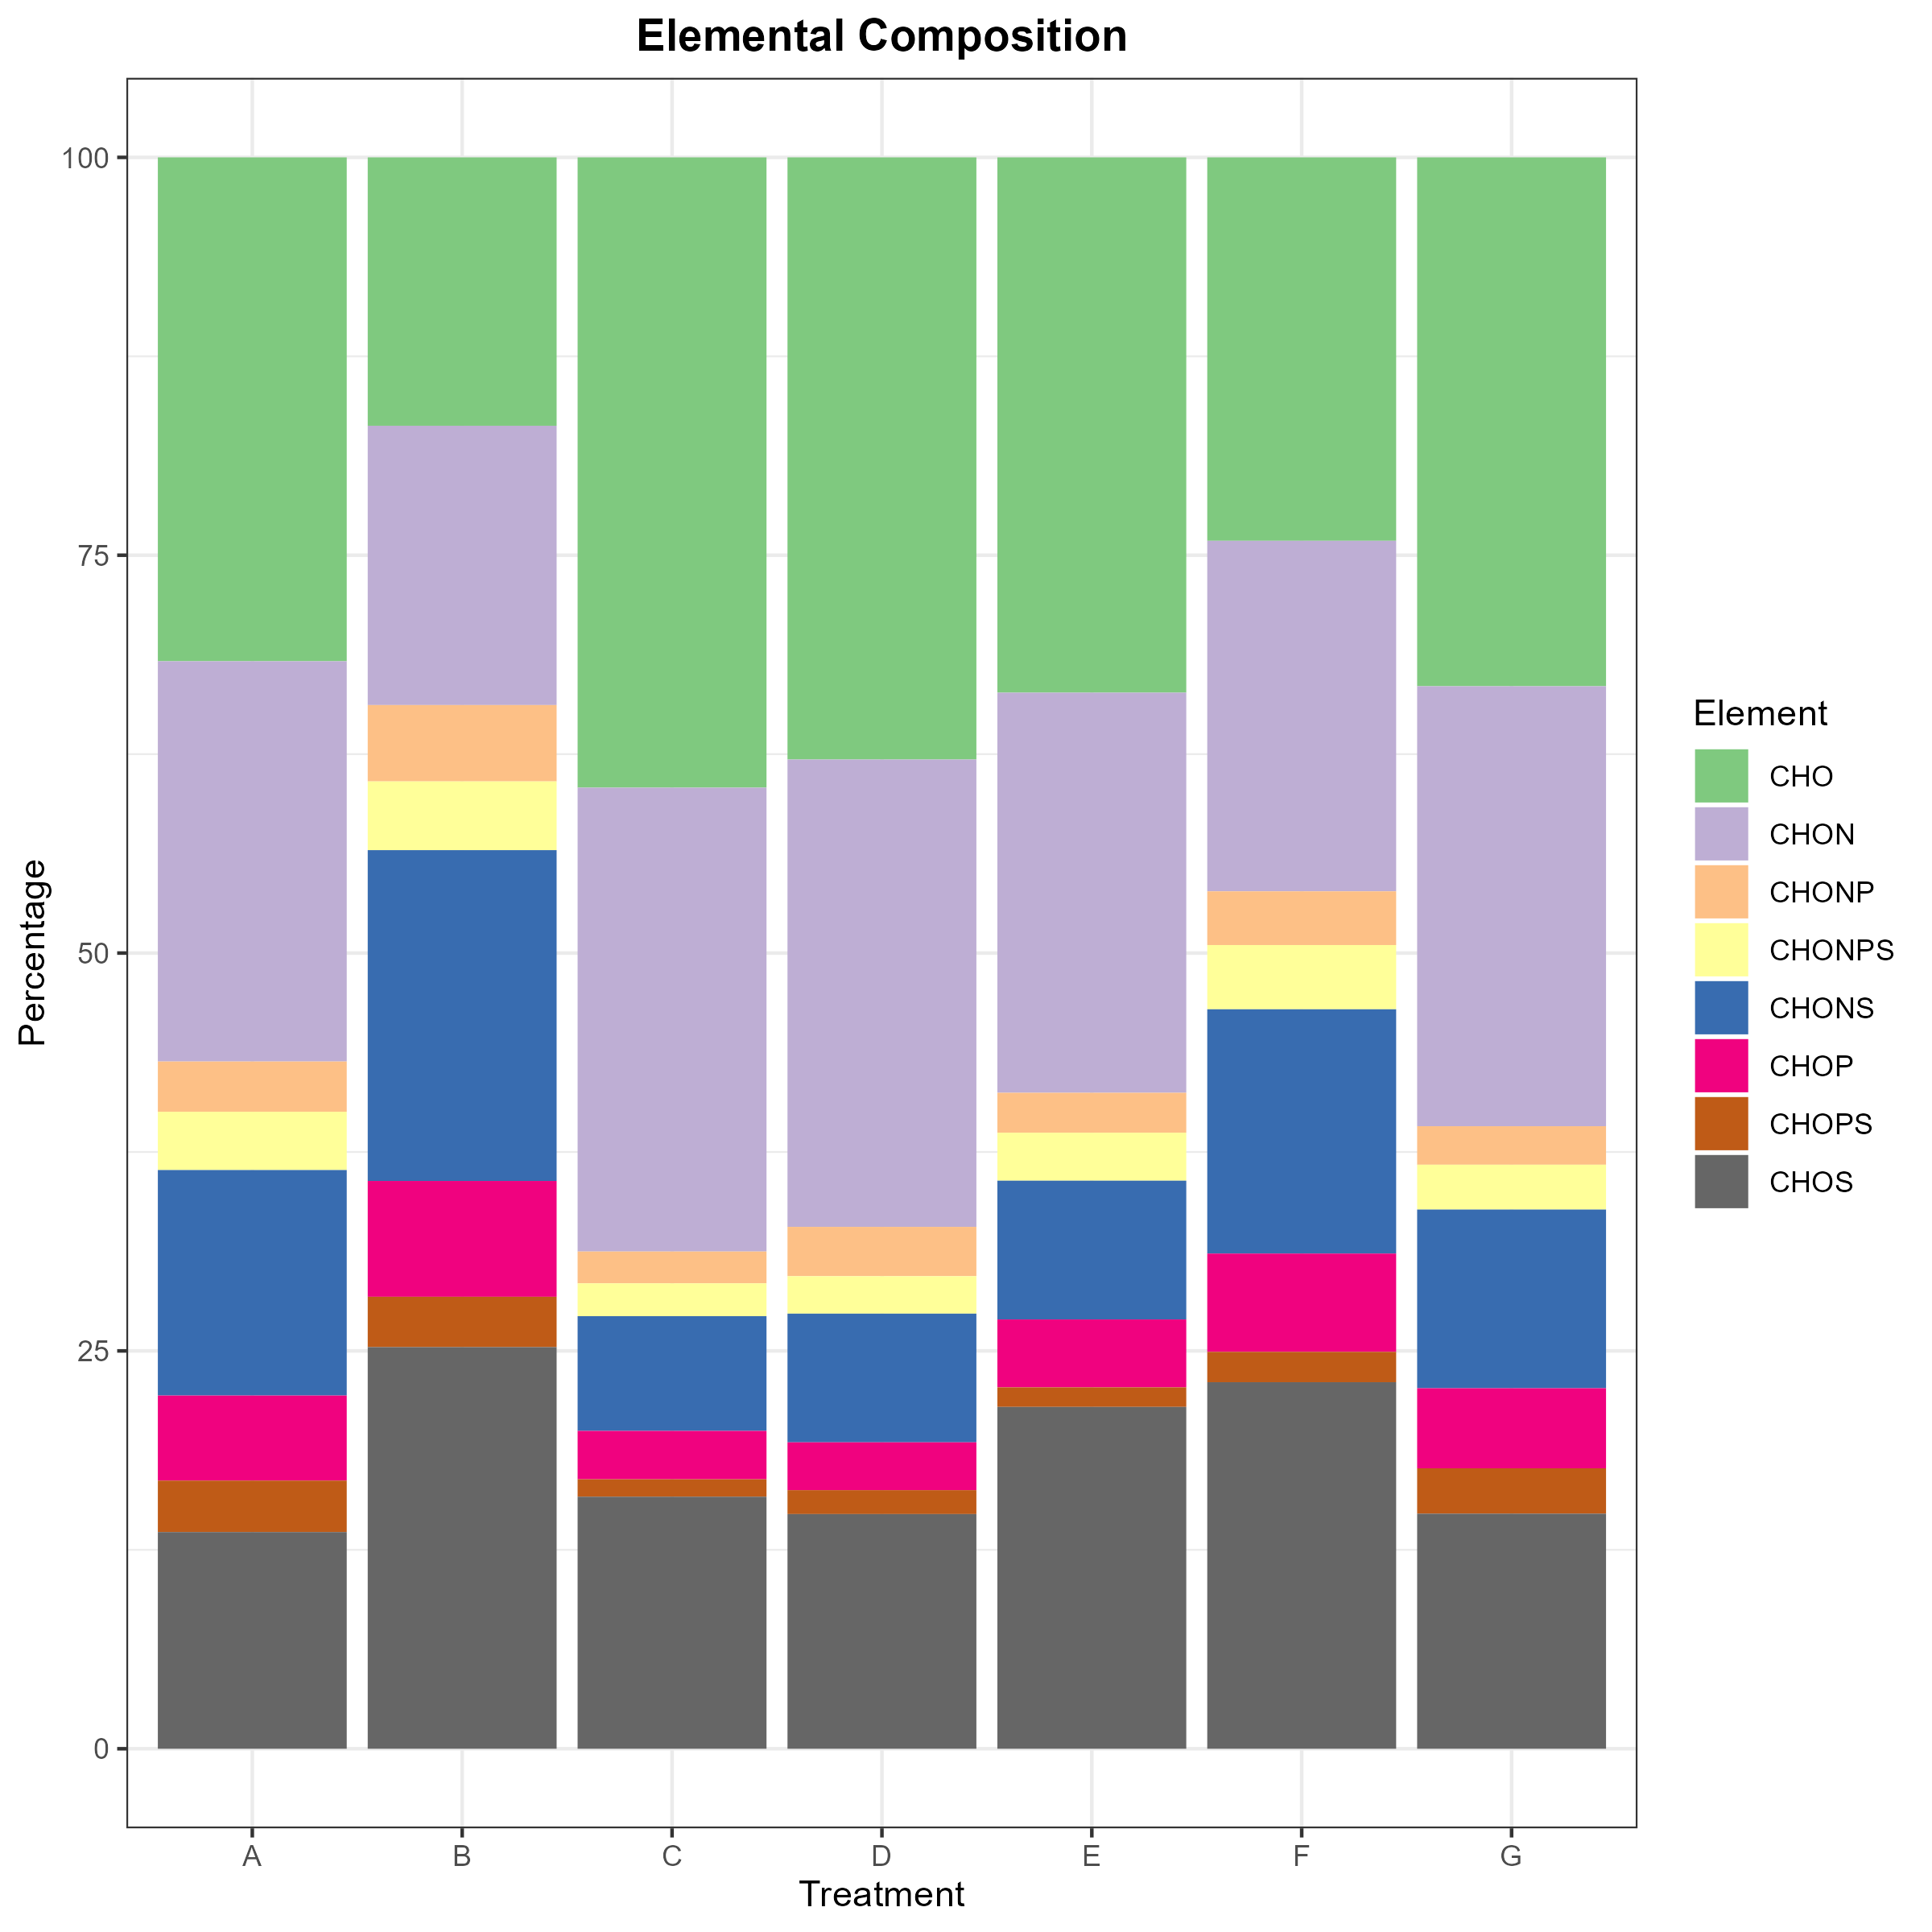 Elemental Composition
100
75
50
25
0
Percentage
A B C D E F G
Treatment
Element
CHO
CHON
CHONP
CHONPS
CHONS
CHOP
CHOPS
CHOS